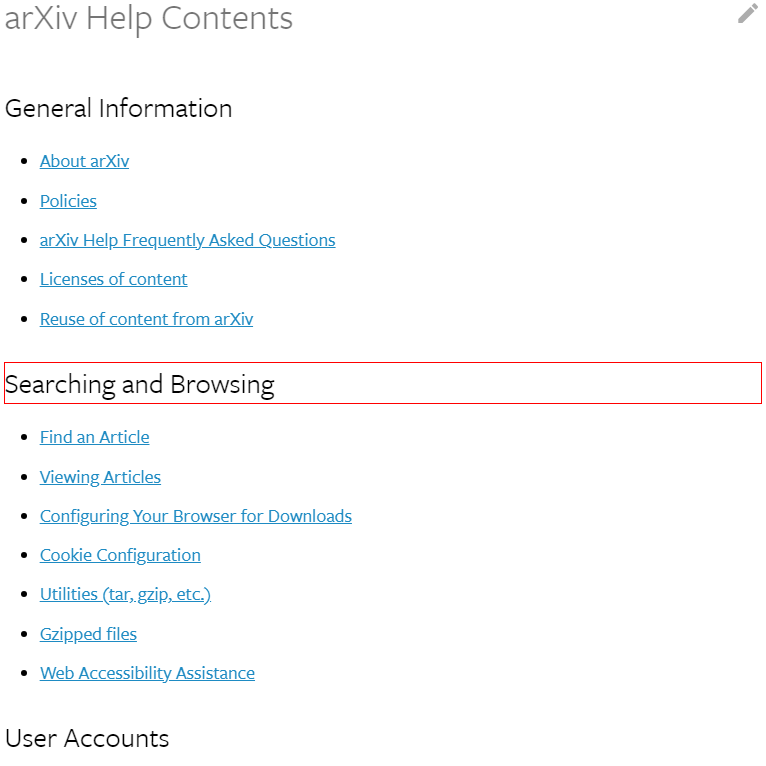 arXiv Help Contents
General Information
About arXiv
Policies
arXiv Help Frequently Asked Questions
Licenses of content
Reuse of content from arXiv
Searching and Browsing
Find an Article
Viewing Articles
Configuring Your Browser for Downloads
Cookie Configuration
Utilities (tar, gzip, etc.)
Gzipped files
Web Accessibility Assistance
User Accounts